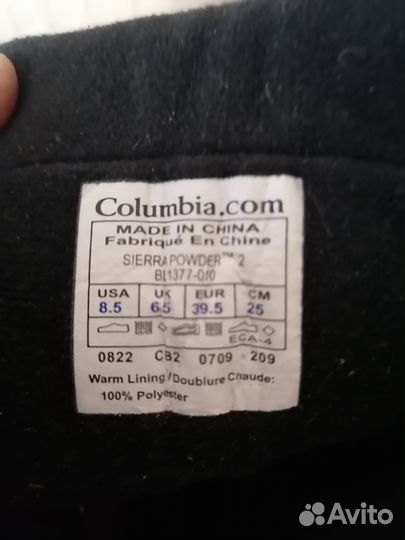 Columbia.com
MADE IN CHINA
Fabriqué En Chine
SIERRA POWDER™ 2
BL1377-010
USA UK EUR CM
8.5 6.5 39.5 25
ECA-4
0822 CB2 0709 209
Warm Lining/Doublure Chaude:
100% Polyester
Avito